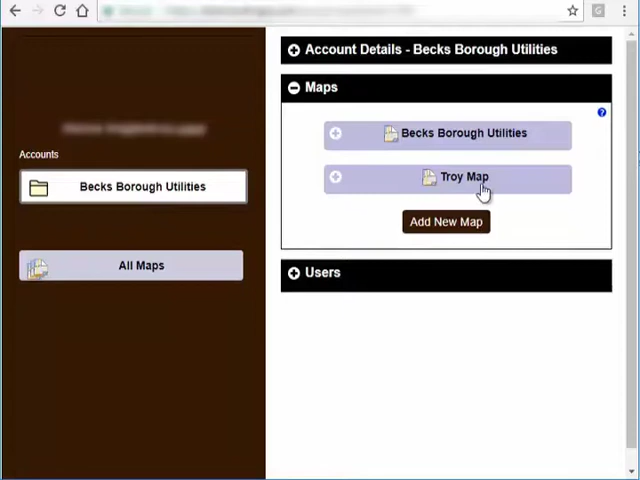 Account Details - Becks Borough Utilities
Maps
Becks Borough Utilities
Troy Map
Add New Map
Users
Accounts
Becks Borough Utilities
All Maps